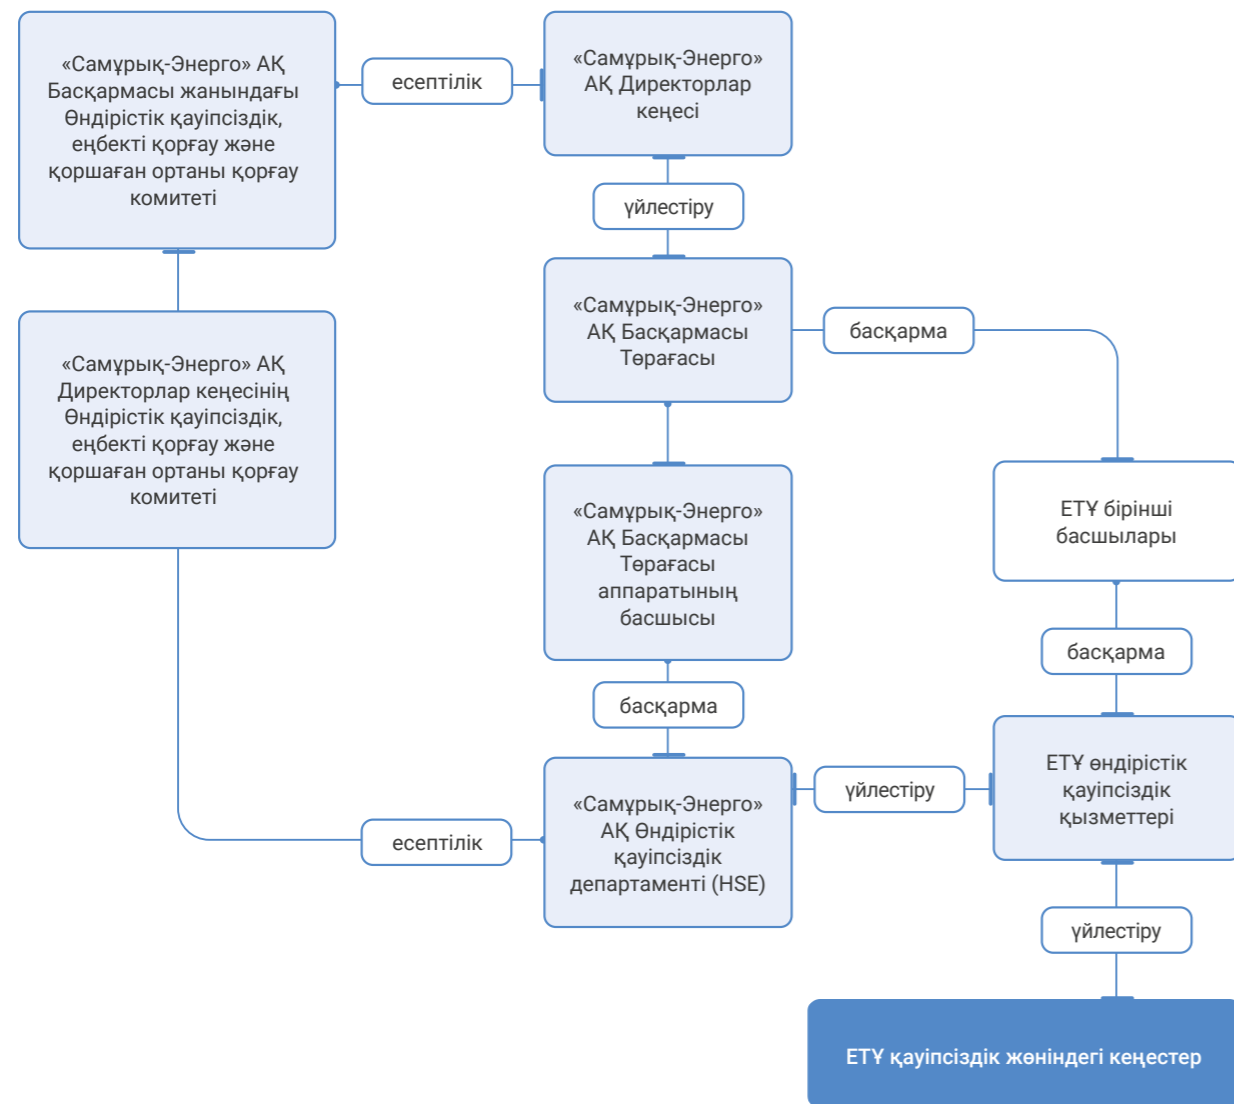 «Самұрық-Энерго» АҚ
Басқармасы жанындағы
Өндірістік қауіпсіздік,
еңбекті қорғау және
қоршаған ортаны қорғау
комитеті
есептілік
«Самұрық-Энерго»
АҚ Директорлар
кеңесі
үйлестіру
«Самұрық-Энерго»
АҚ Басқармасы
Төрағасы
басқарма
«Самұрық-Энерго» АҚ
Директорлар кеңесінің
Өндірістік қауіпсіздік,
еңбекті қорғау және
қоршаған ортаны қорғау
комитеті
«Самұрық-Энерго»
АҚ Басқармасы
Төрағасы
аппаратының
басшысы
ЕТҰ бірінші
басшылары
басқарма
басқарма
«Самұрық-Энерго»
АҚ Өндірістік
қауіпсіздік
департаменті (HSE)
үйлестіру
ЕТҰ өндірістік
қауіпсіздік
қызметтері
есептілік
үйлестіру
ЕТҰ қауіпсіздік жөніндегі кеңестер